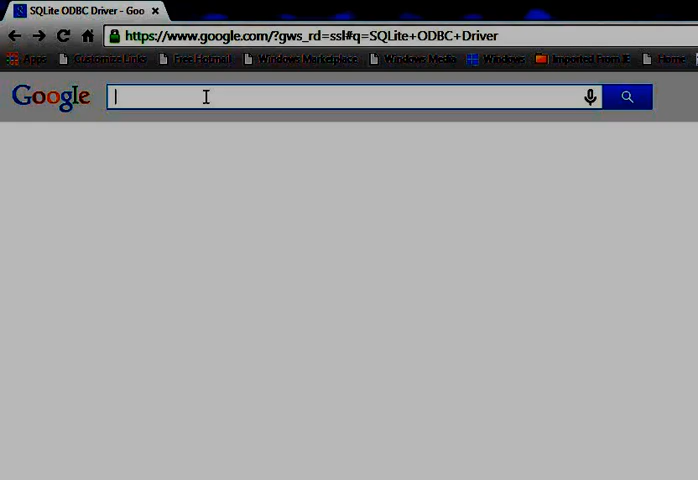 SQLite ODBC Driver - Goo
https://www.google.com/?gws_rd=ssl#q=SQLite+ODBC+Driver
Apps Customize Links Free Hotmail Windows Marketplace Windows Media Windows Imported From IE Home
Google